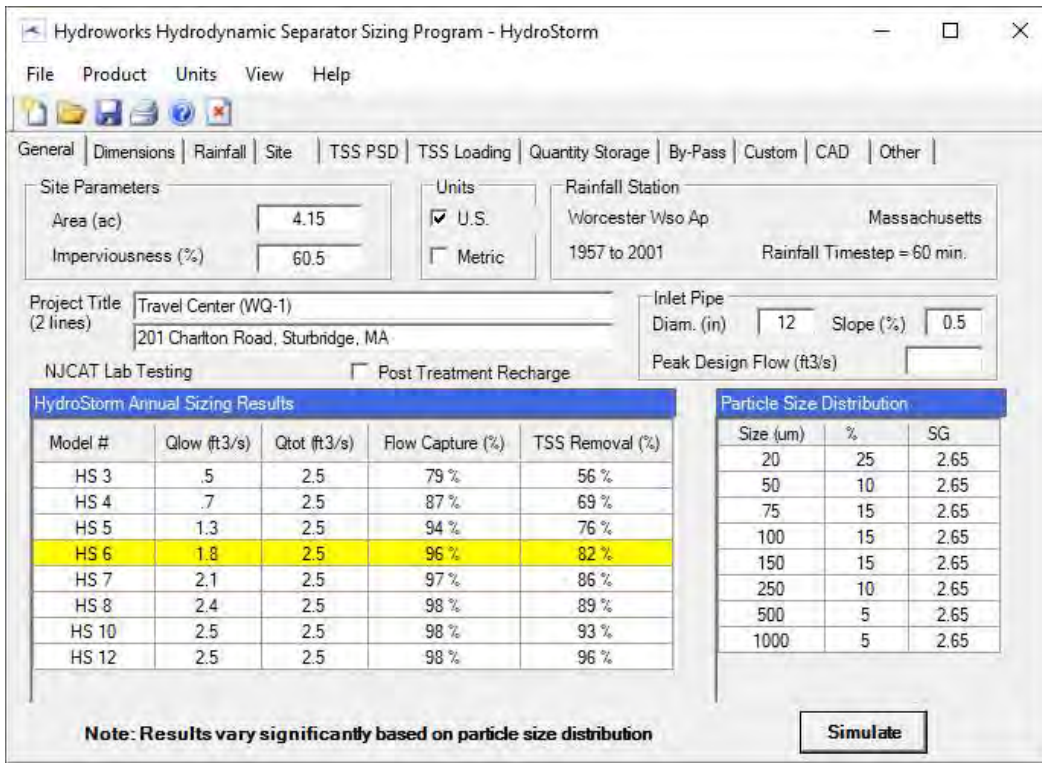 Hydroworks Hydrodynamic Separator Sizing Program - HydroStorm
File Product Units View Help
General Dimensions Rainfall Site TSS PSD TSS Loading Quantity Storage By-Pass Custom CAD Other
Site Parameters
Area (ac) 4.15
Imperviousness (%) 60.5
Units
U.S.
Metric
Rainfall Station
Worcester Wso Ap Massachusetts
1957 to 2001 Rainfall Timestep = 60 min.
Project Title Travel Center (WQ-1)
(2 lines) 201 Charlton Road, Sturbridge, MA
Inlet Pipe
Diam. (in) 12 Slope (%) 0.5
Peak Design Flow (ft3/s)
NJCAT Lab Testing Post Treatment Recharge
HydroStorm Annual Sizing Results
Model # Qlow (ft3/s) Qtot (ft3/s) Flow Capture (%) TSS Removal (%)
HS 3 .5 2.5 79 % 56 %
HS 4 .7 2.5 87 % 69 %
HS 5 1.3 2.5 94 % 76 %
HS 6 1.8 2.5 96 % 82 %
HS 7 2.1 2.5 97 % 86 %
HS 8 2.4 2.5 98 % 89 %
HS 10 2.5 2.5 98 % 93 %
HS 12 2.5 2.5 98 % 96 %
Particle Size Distribution
Size (um) % SG
20 25 2.65
50 10 2.65
75 15 2.65
100 15 2.65
150 15 2.65
250 10 2.65
500 5 2.65
1000 5 2.65
Note: Results vary significantly based on particle size distribution
Simulate